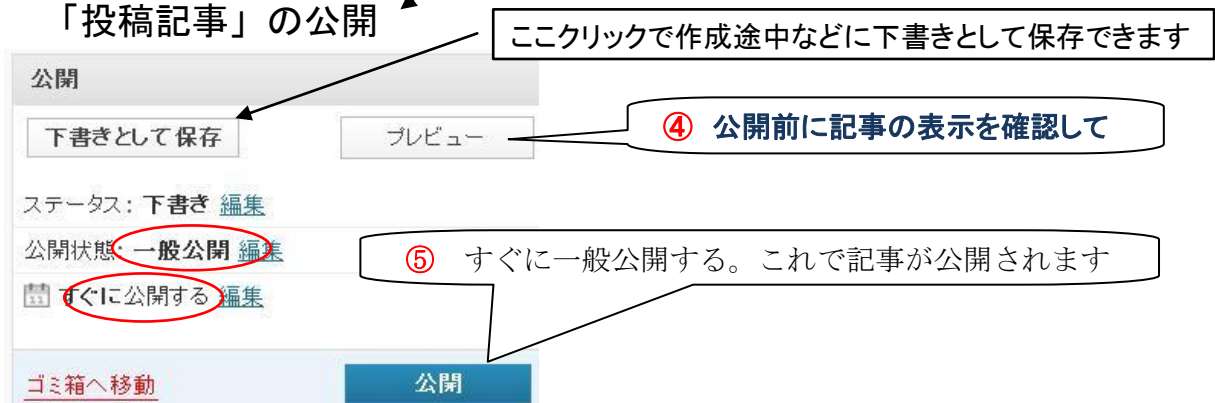 「投稿記事」の公開
ここクリックで作成途中などに下書きとして保存できます
公開
下書きとして保存
プレビュー
④ 公開前に記事の表示を確認して
ステータス: 下書き 編集
公開状態: 一般公開 編集
⑤ すぐに一般公開する。これで記事が公開されます
すぐに公開する 編集
ゴミ箱へ移動
公開